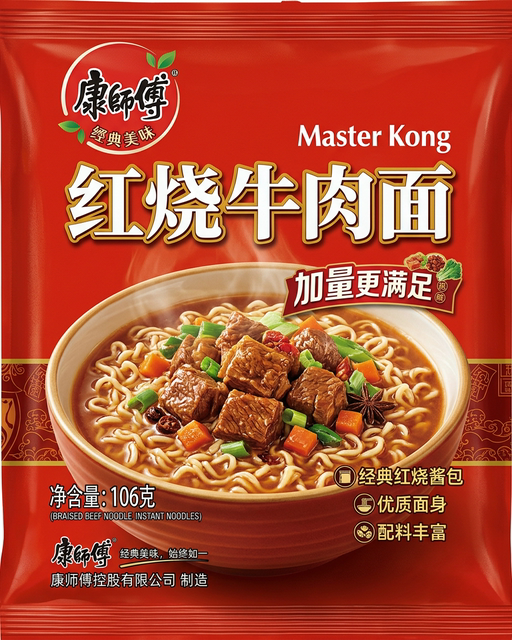 康師傅
经典美味
Master Kong
红烧牛肉面
加量更满足
经典红烧酱包
优质面身
配料丰富
净含量: 106克
(BRAISED BEEF NOODLE INSTANT NOODLES)
康師傅
经典美味，始终如一
康师傅控股有限公司 制造